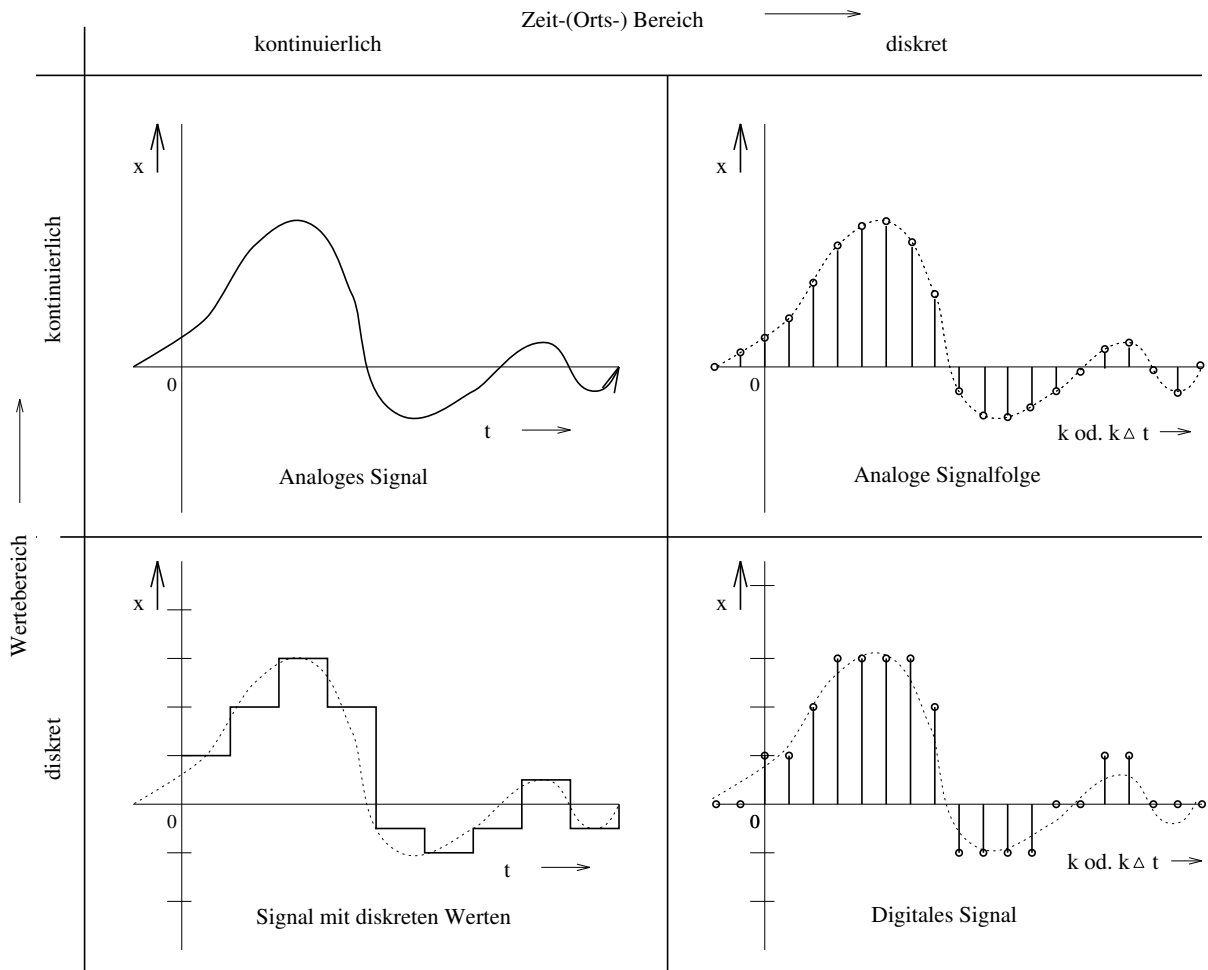 Zeit-(Orts-) Bereich
kontinuierlich
diskret
Wertebereich
kontinuierlich
x
0
t
Analoges Signal
x
0
k od. k△t
Analoge Signalfolge
diskret
x
0
t
Signal mit diskreten Werten
x
0
k od. k△t
Digitales Signal